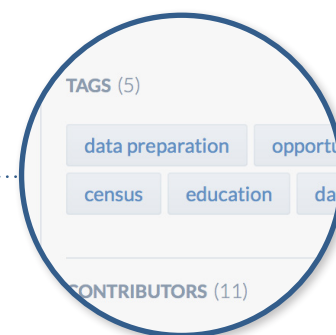 TAGS (5)
data preparation
census education
CONTRIBUTORS (11)